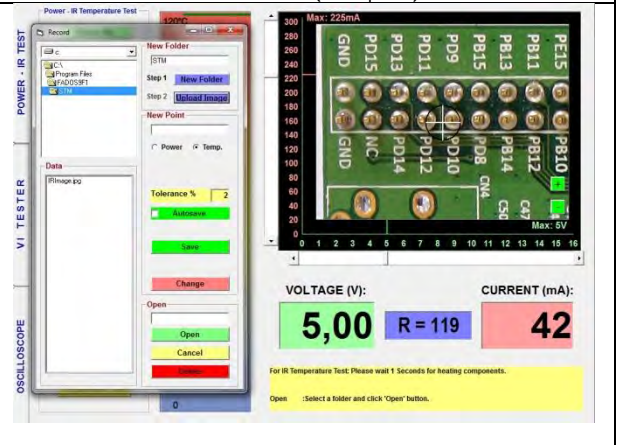 Power - IR Temperature Test
120ºC
POWER - IR TEST
VI TESTER
OSCILLOSCOPE
Record
c:
C:\
Program Files
FADOS9F1
STM
Data
IRImage.jpg
New Folder
STM
Step 1 New Folder
Step 2 Upload Image
New Point
Power Temp.
Tolerance % 2
Autosave
Save
Change
Open
Open
Cancel
0
Max: 225mA
300
280
260
240
220
200
180
160
140
120
100
80
60
40
20
0
GND PD15 PD13 PD11 PD9 PB15 PB13 PB11 PE15
GND NC PD14 PD12 PD10 PD8 PB14 PB12 PB10
CN4
C47
+
-
Max: 5V
0 1 2 3 4 5 6 7 8 9 10 11 12 13 14 15 16
VOLTAGE (V): CURRENT (mA):
5,00 R = 119 42
For IR Temperature Test: Please wait 1 Seconds for heating components.
Open :Select a folder and click 'Open' button.